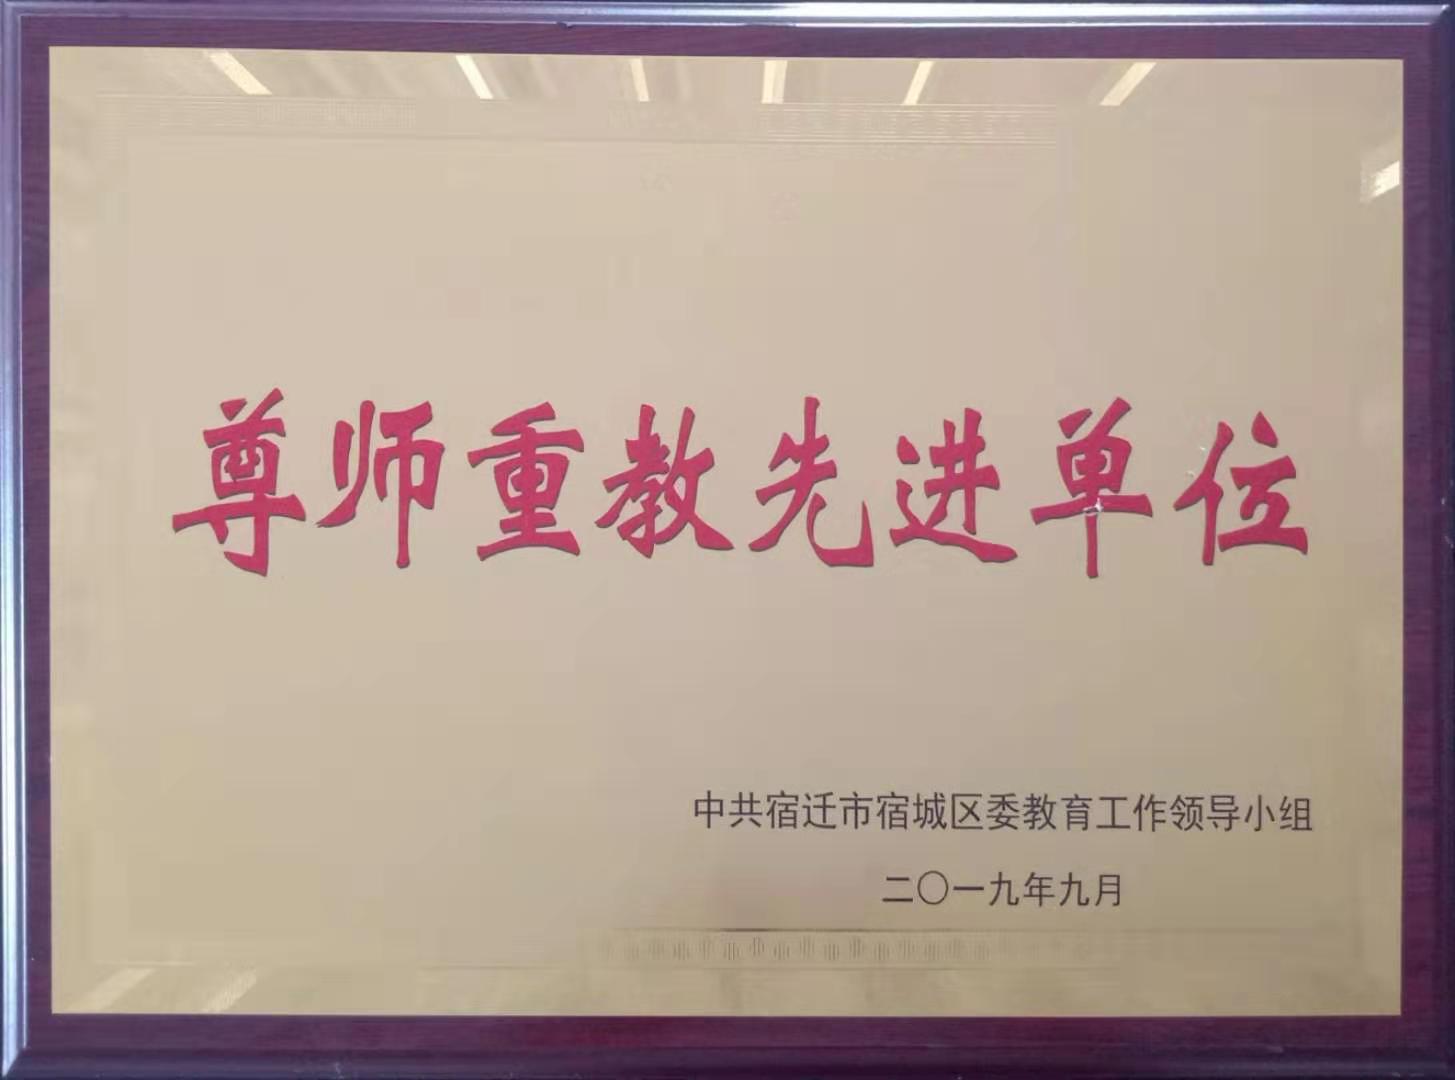 尊师重教先进单位
中共宿迁市宿城区委教育工作领导小组
二〇一九年九月